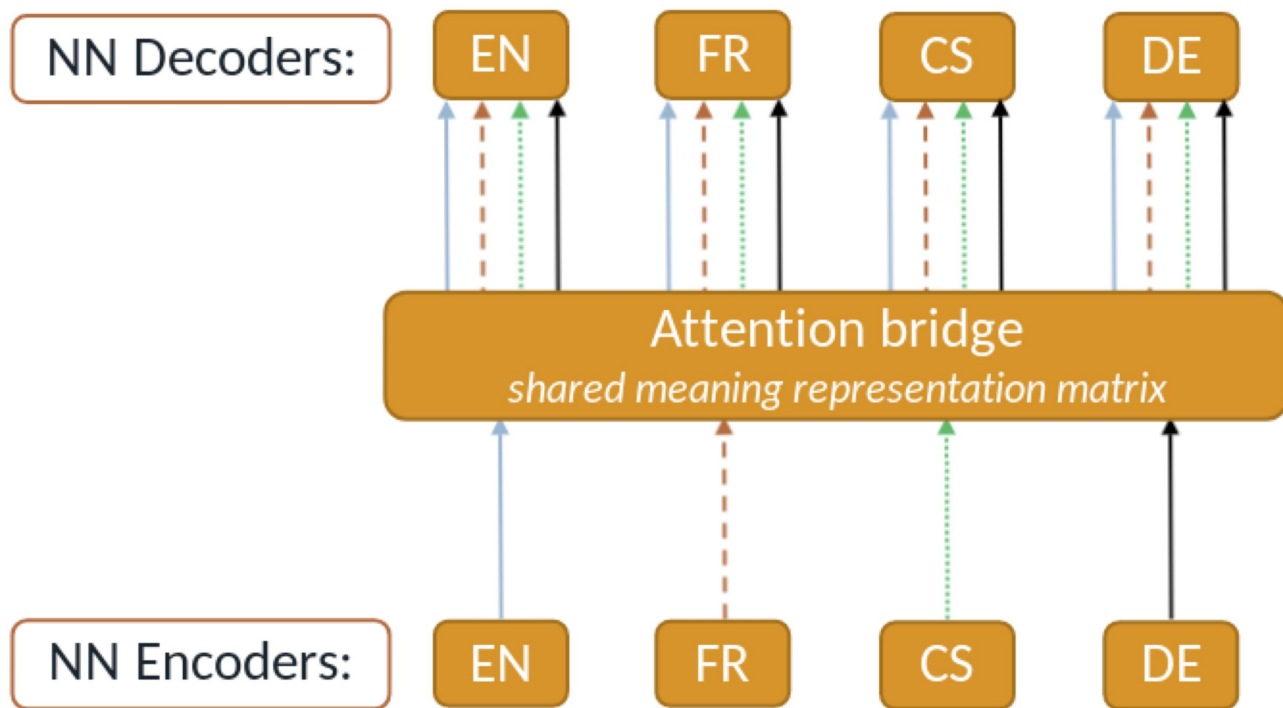 NN Decoders:
EN
FR
CS
DE
Attention bridge
shared meaning representation matrix
NN Encoders:
EN
FR
CS
DE